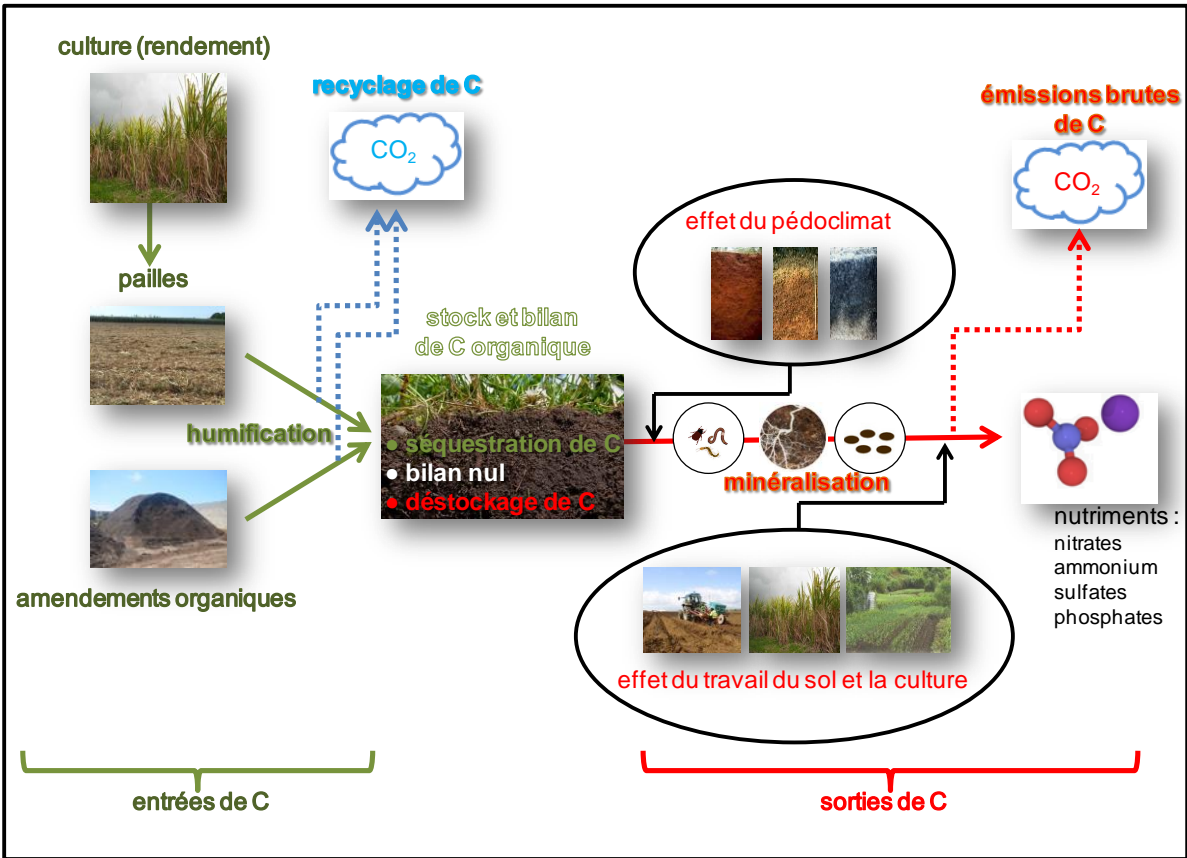 culture (rendement)
recyclage de C
CO2
émissions brutes
de C
CO2
effet du pédoclimat
pailles
stock et bilan
de C organique
humification
● séquestration de C
● bilan nul
● déstockage de C
minéralisation
nutriments :
nitrates
ammonium
sulfates
phosphates
amendements organiques
effet du travail du sol et la culture
entrées de C
sorties de C